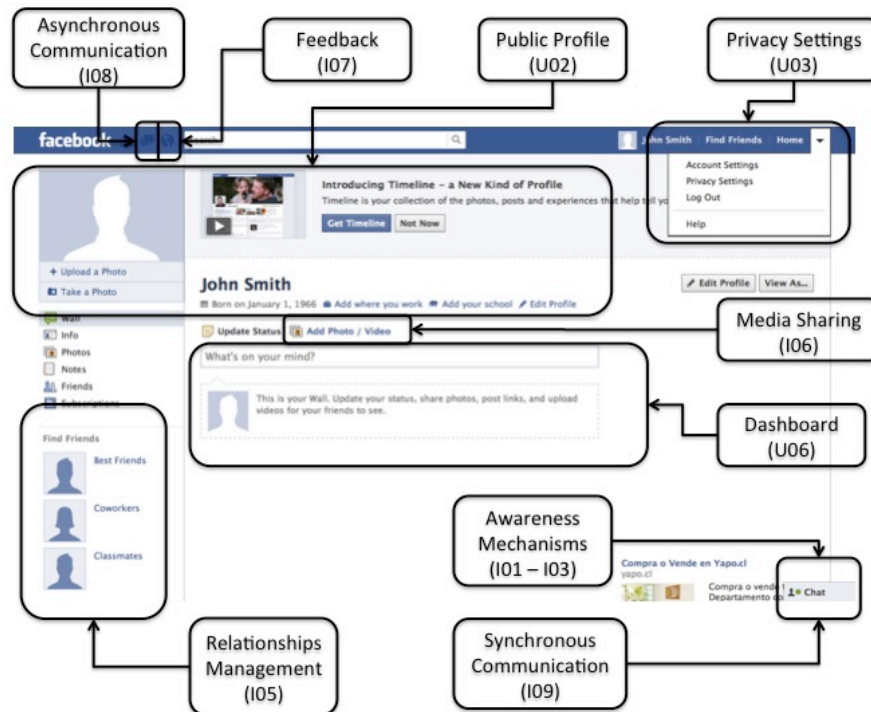 Asynchronous
Communication
(I08)
Feedback
(I07)
Public Profile
(U02)
Privacy Settings
(U03)
facebook
Search
John Smith
Find Friends
Home
Account Settings
Privacy Settings
Log Out
Help
Introducing Timeline – a New Kind of Profile
Timeline is your collection of the photos, posts and experiences that help tell
Get Timeline
Not Now
+ Upload a Photo
Take a Photo
John Smith
Edit Profile
View As...
Born on January 1, 1966 Add where you work Add your school Edit Profile
Wall
Info
Photos
Notes
Friends
Subscriptions
Update Status
Add Photo / Video
What's on your mind?
This is your Wall. Update your status, share photos, post links, and upload
videos for your friends to see.
Media Sharing
(I06)
Dashboard
(U06)
Find Friends
Best Friends
Coworkers
Classmates
Awareness
Mechanisms
(I01 – I03)
Compra o Vende en Yapo.cl
yapo.cl
Compra o vende
Departamento
Chat
Relationships
Management
(I05)
Synchronous
Communication
(I09)